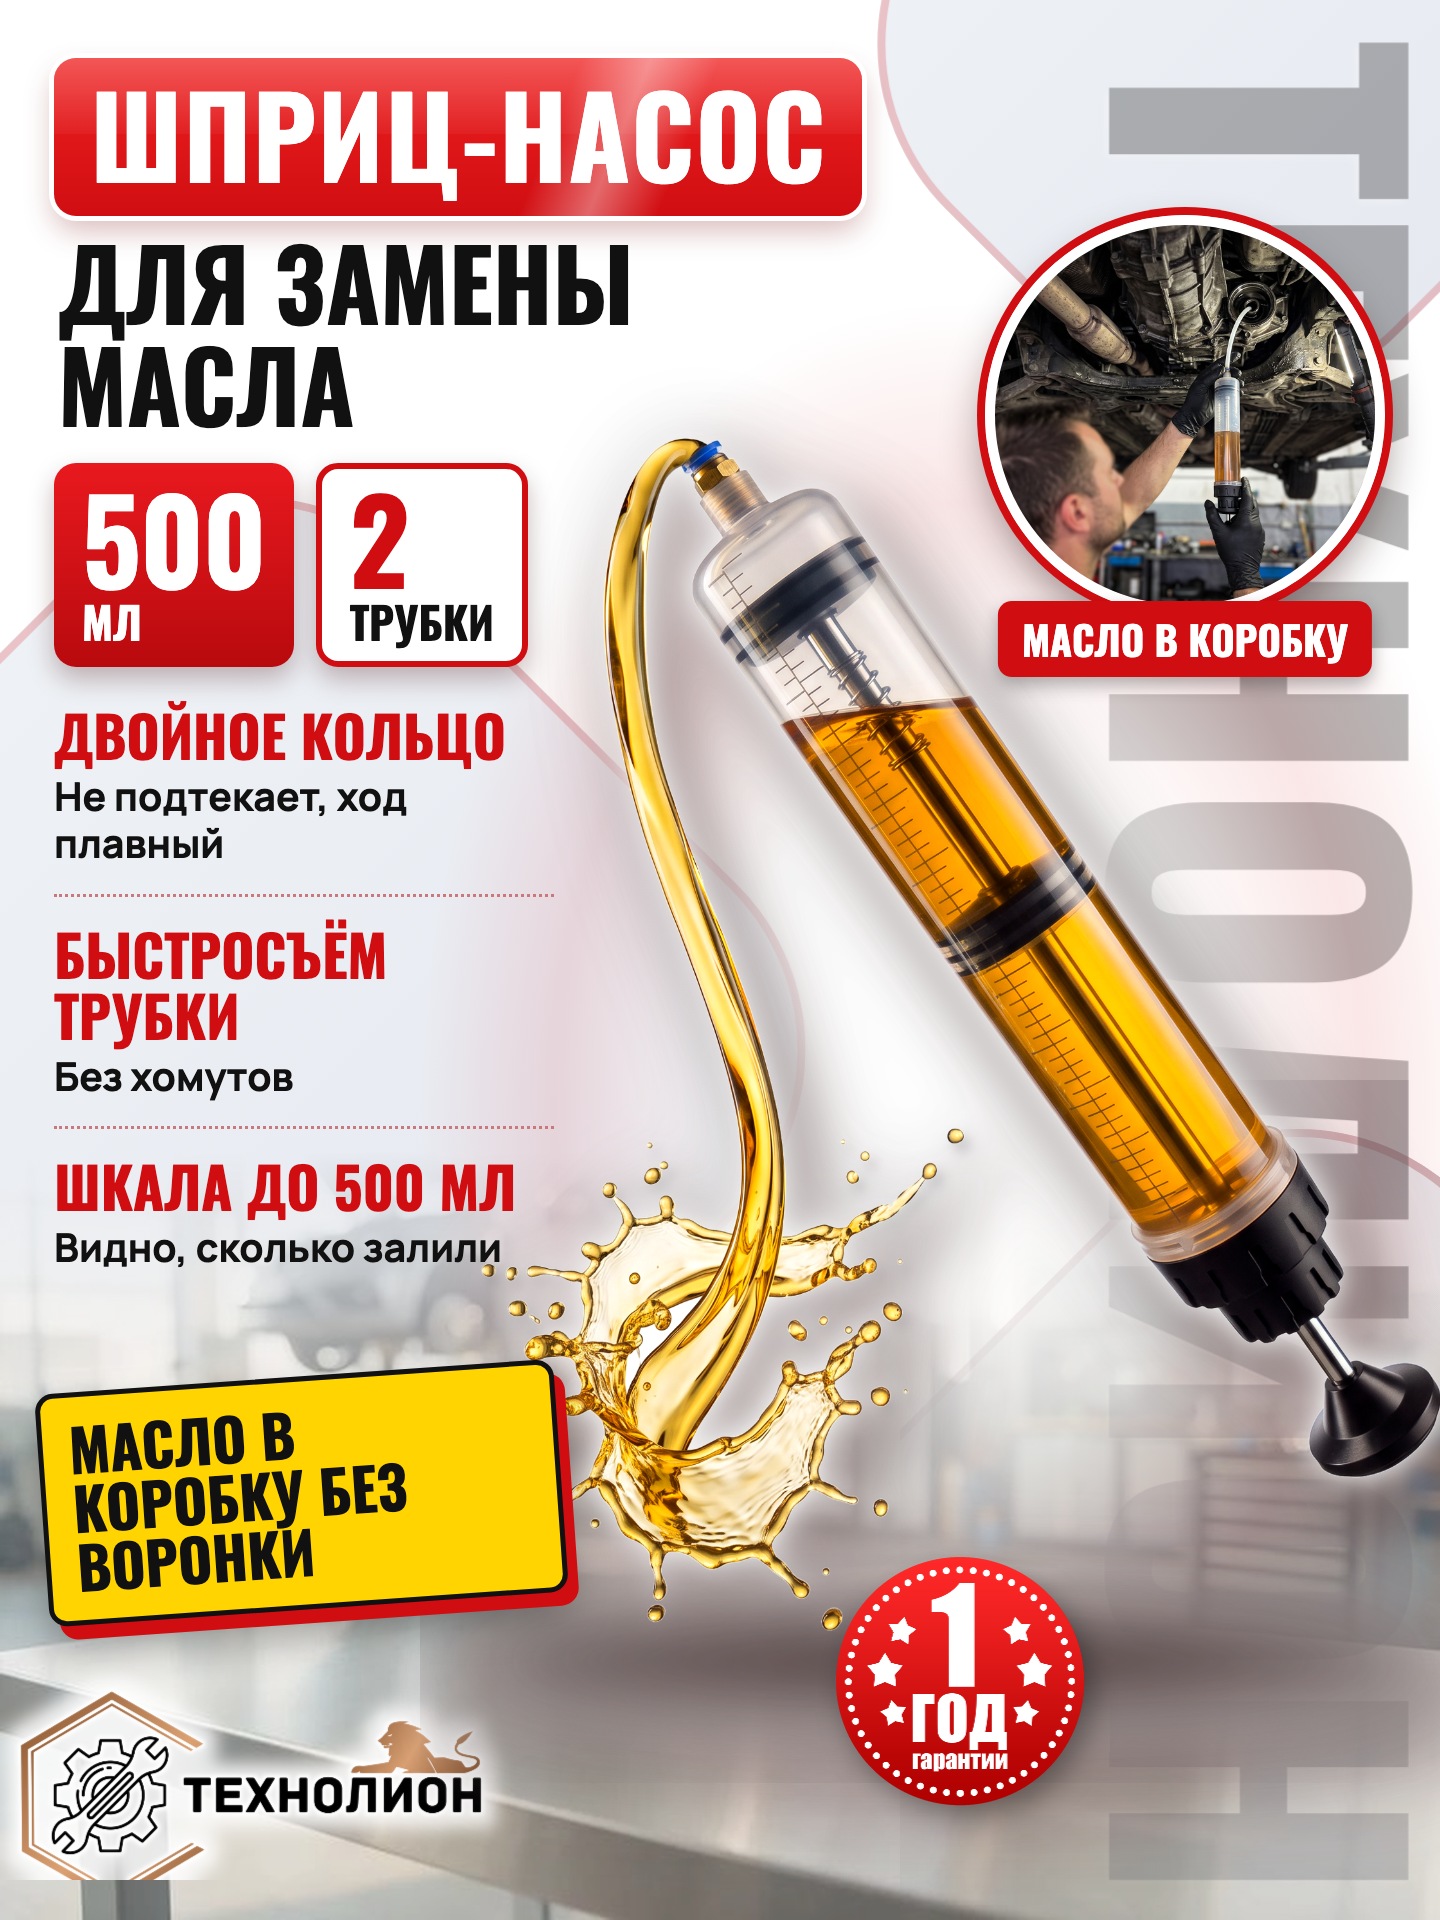 ШПРИЦ-НАСОС
ДЛЯ ЗАМЕНЫ
МАСЛА
500
МЛ
2
ТРУБКИ
МАСЛО В КОРОБКУ
ДВОЙНОЕ КОЛЬЦО
Не подтекает, ход
плавный
БЫСТРОСЪЁМ
ТРУБКИ
Без хомутов
ШКАЛА ДО 500 МЛ
Видно, сколько залили
МАСЛО В
КОРОБКУ БЕЗ
ВОРОНКИ
1
ГОД
гарантии
ТЕХНОЛИОН